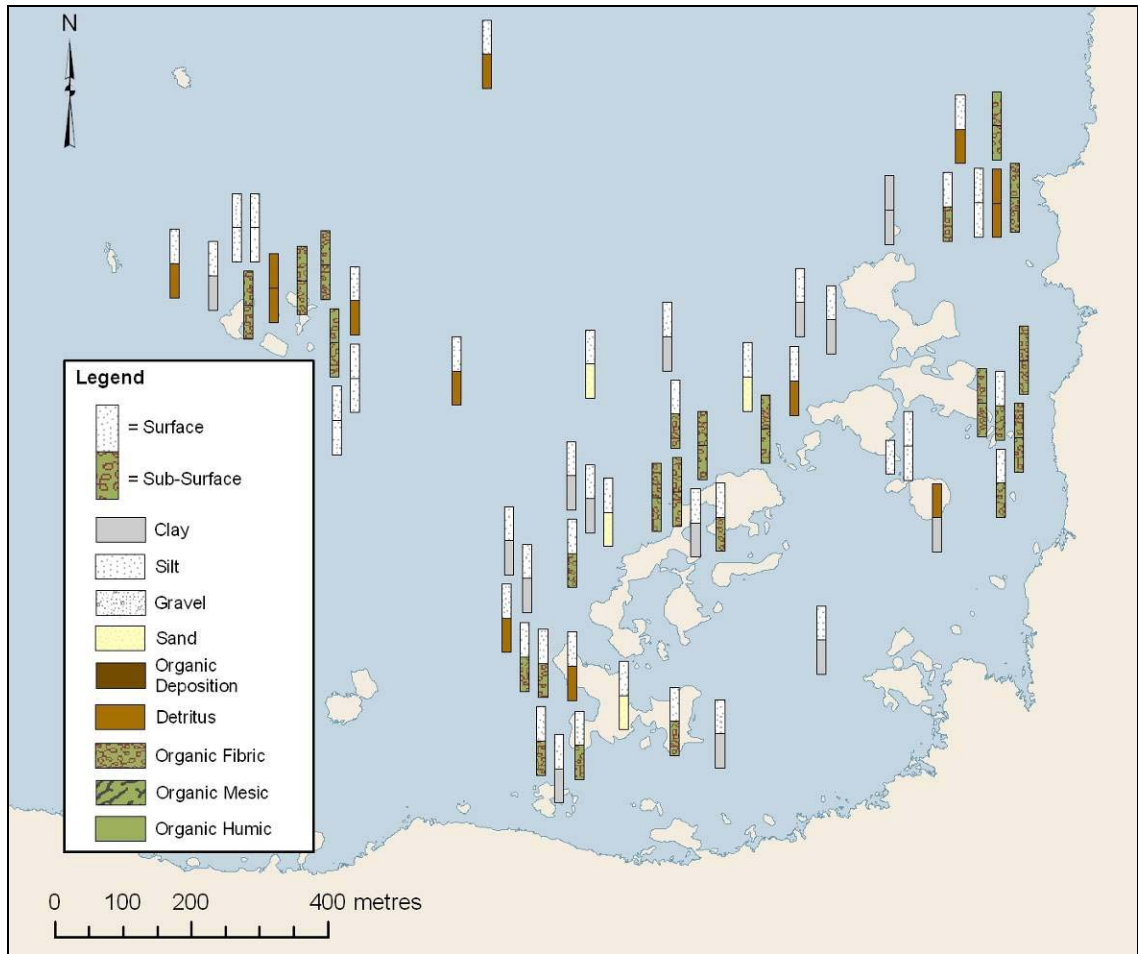 N
Legend
= Surface
= Sub-Surface
Clay
Silt
Gravel
Sand
Organic
Deposition
Detritus
Organic Fibric
Organic Mesic
Organic Humic
0 100 200 400 metres